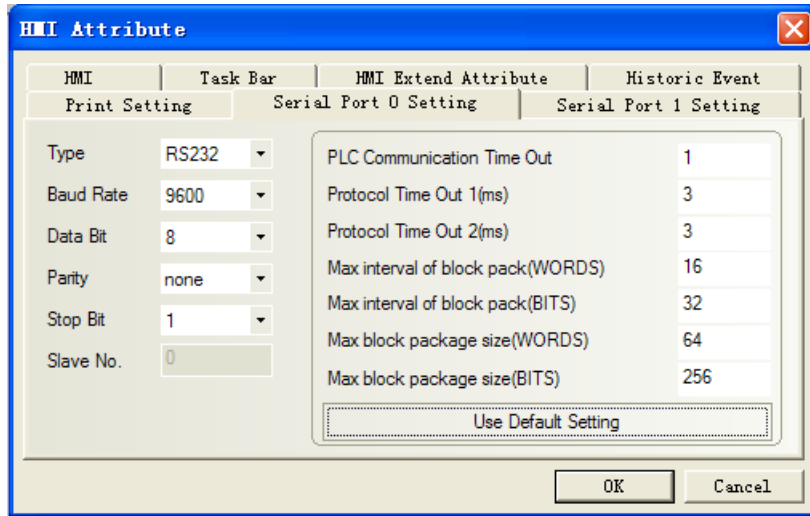 HMI Attribute
HMI Task Bar HMI Extend Attribute Historic Event
Print Setting Serial Port 0 Setting Serial Port 1 Setting
Type RS232
Baud Rate 9600
Data Bit 8
Parity none
Stop Bit 1
Slave No. 0
PLC Communication Time Out 1
Protocol Time Out 1(ms) 3
Protocol Time Out 2(ms) 3
Max interval of block pack(WORDS) 16
Max interval of block pack(BITS) 32
Max block package size(WORDS) 64
Max block package size(BITS) 256
Use Default Setting
OK Cancel